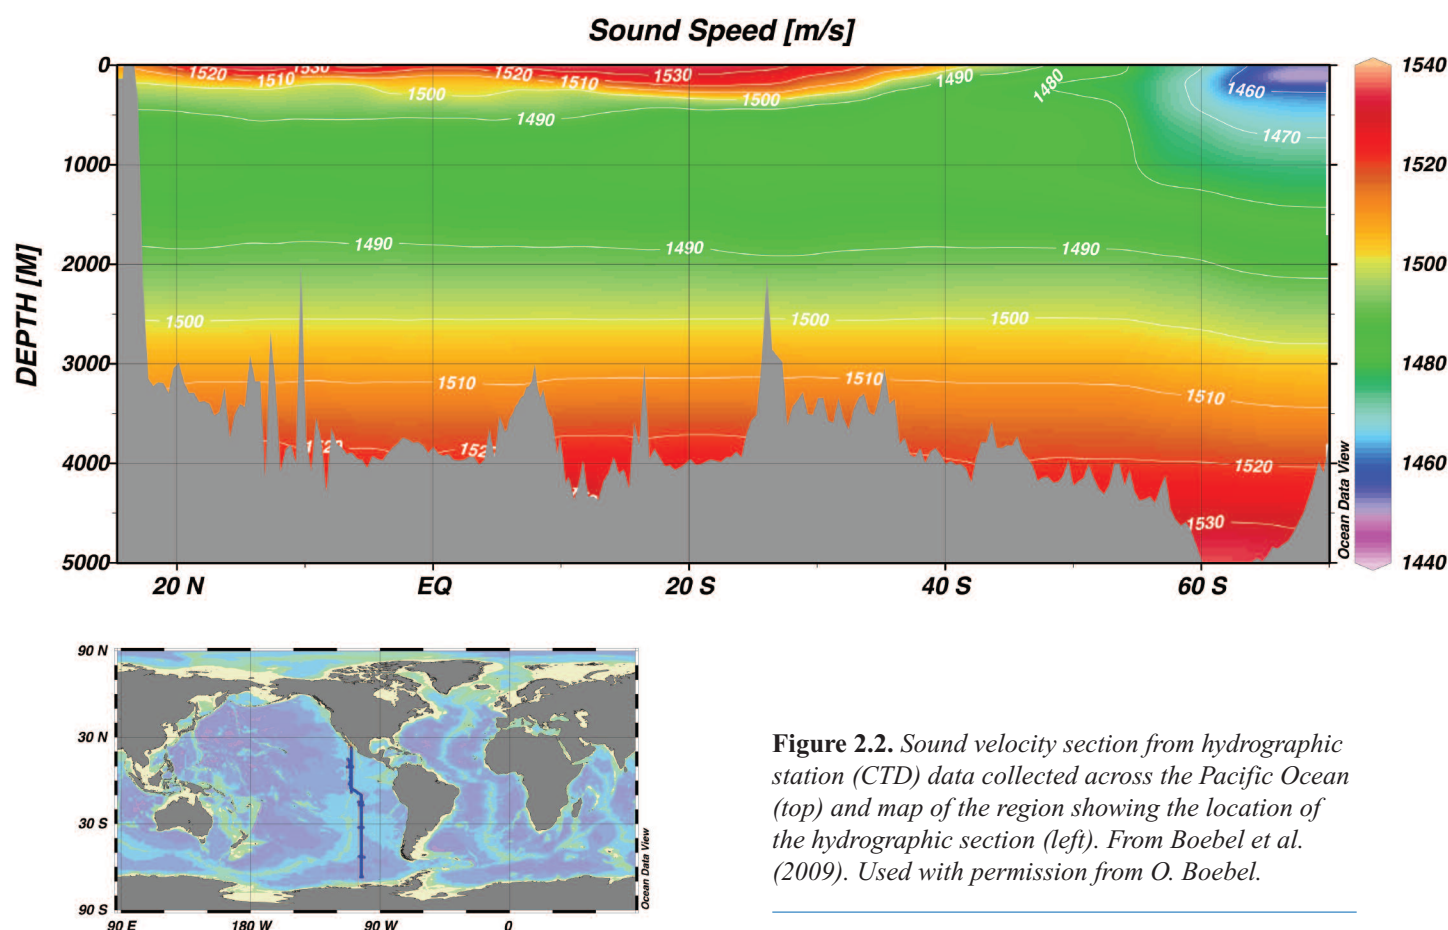 Sound Speed [m/s]
0
1000
2000
3000
4000
5000
DEPTH [M]
1520
1510
1530
1500
1490
1520
1510
1530
1500
1490
1480
1460
1470
1490
1490
1490
1500
1500
1500
1510
1510
1510
1520
1530
20 N
EQ
20 S
40 S
60 S
Ocean Data View
1540
1520
1500
1480
1460
1440
90 N
30 N
30 S
90 S
90 E
180 W
90 W
0
Ocean Data View
Figure 2.2. Sound velocity section from hydrographic
station (CTD) data collected across the Pacific Ocean
(top) and map of the region showing the location of
the hydrographic section (left). From Boebel et al.
(2009). Used with permission from O. Boebel.